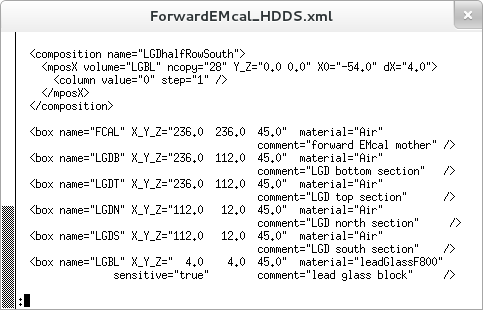 ForwardEMcal_HDDS.xml
<composition name="LGDhalfRowSouth">
<mposX volume="LGBL" ncopy="28" Y_Z="0.0 0.0" X0="-54.0" dX="4.0">
<column value="0" step="1" />
</mposX>
</composition>
<box name="FCAL" X_Y_Z="236.0 236.0 45.0" material="Air"
comment="forward EMcal mother" />
<box name="LGDB" X_Y_Z="236.0 112.0 45.0" material="Air"
comment="LGD bottom section" />
<box name="LGDT" X_Y_Z="236.0 112.0 45.0" material="Air"
comment="LGD top section" />
<box name="LGDN" X_Y_Z="112.0 12.0 45.0" material="Air"
comment="LGD north section" />
<box name="LGDS" X_Y_Z="112.0 12.0 45.0" material="Air"
comment="LGD south section" />
<box name="LGBL" X_Y_Z=" 4.0 4.0 45.0" material="leadGlassF800"
sensitive="true" comment="lead glass block" />
: